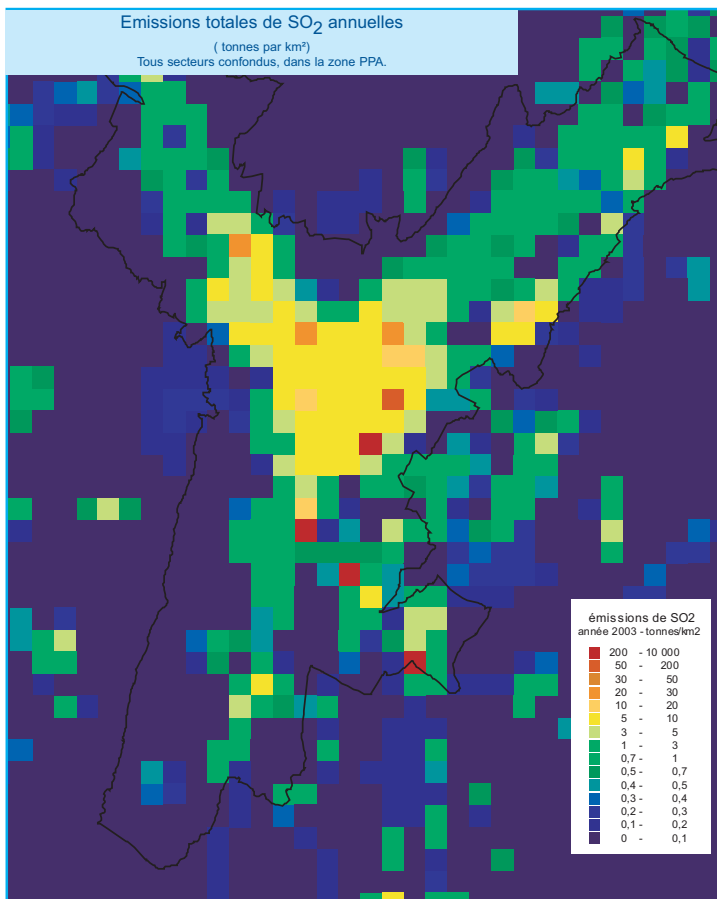 Emissions totales de SO2 annuelles
( tonnes par km²)
Tous secteurs confondus, dans la zone PPA.
émissions de SO2
année 2003 - tonnes/km2
200 - 10 000
50 - 200
30 - 50
20 - 30
10 - 20
5 - 10
3 - 5
1 - 3
0,7 - 1
0,5 - 0,7
0,4 - 0,5
0,3 - 0,4
0,2 - 0,3
0,1 - 0,2
0 - 0,1